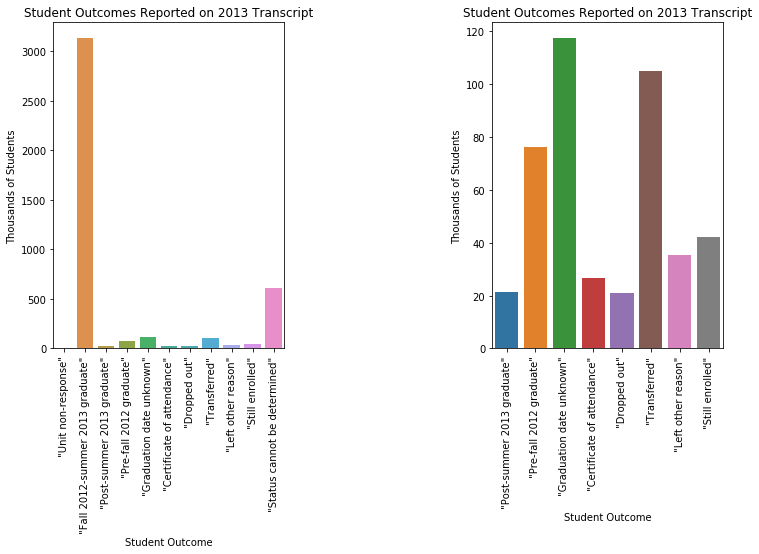 Student Outcomes Reported on 2013 Transcript
3000
2500
2000
1500
1000
500
0
Thousands of Students
"Unit non-response"
"Fall 2012-summer 2013 graduate"
"Post-summer 2013 graduate"
"Pre-fall 2012 graduate"
"Graduation date unknown"
"Certificate of attendance"
"Dropped out"
"Transferred"
"Left other reason"
"Still enrolled"
"Status cannot be determined"
Student Outcome
Student Outcomes Reported on 2013 Transcript
120
100
80
60
40
20
0
Thousands of Students
"Post-summer 2013 graduate"
"Pre-fall 2012 graduate"
"Graduation date unknown"
"Certificate of attendance"
"Dropped out"
"Transferred"
"Left other reason"
"Still enrolled"
Student Outcome